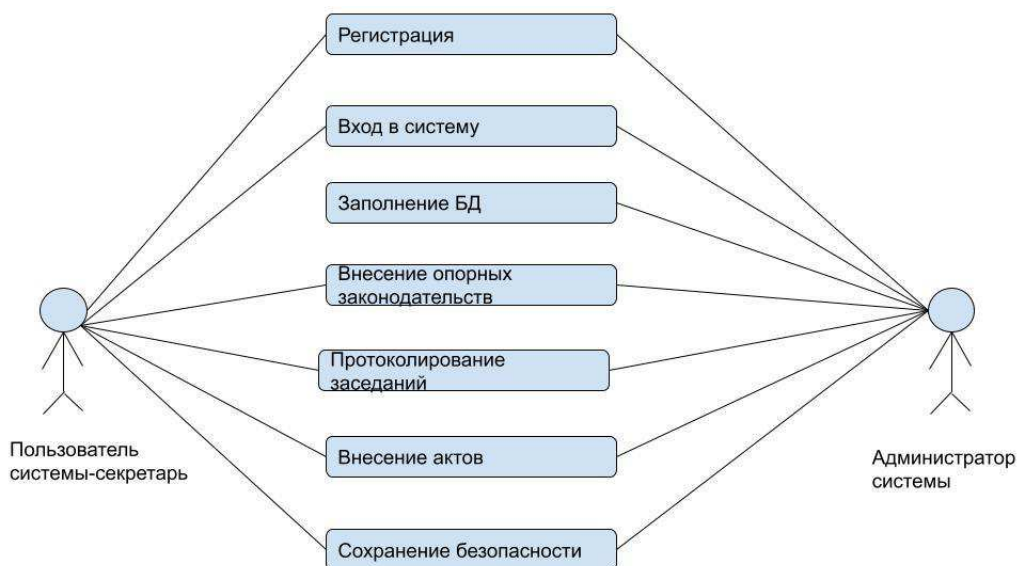 Регистрация
Вход в систему
Заполнение БД
Внесение опорных
законодательств
Протоколирование
заседаний
Внесение актов
Сохранение безопасности
Пользователь
системы-секретарь
Администратор
системы